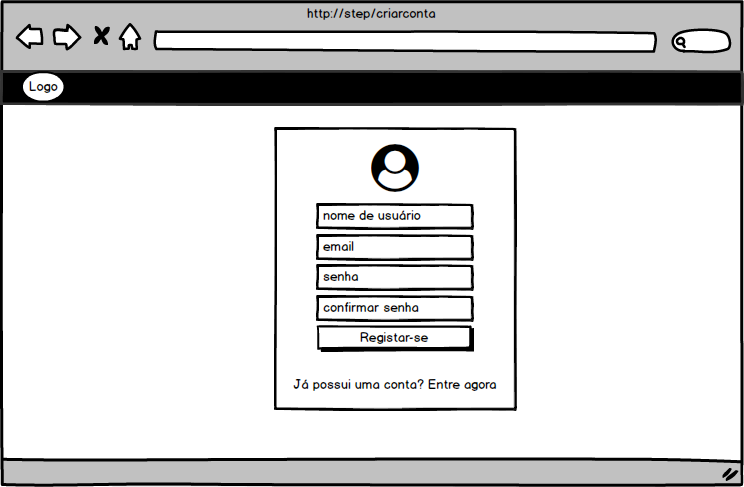 http://step/criarconta
Logo
nome de usuário
email
senha
confirmar senha
Registar-se
Já possui uma conta? Entre agora